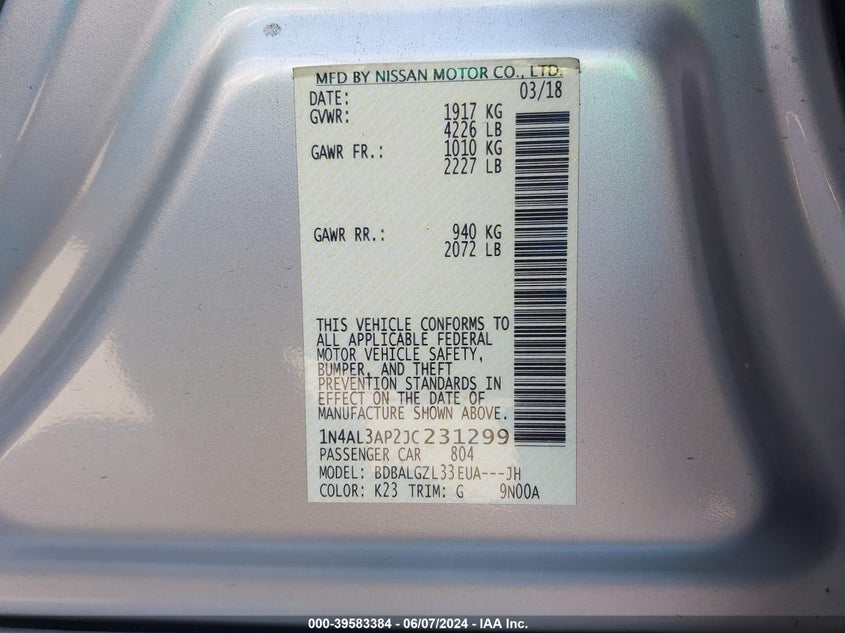 MFD BY NISSAN MOTOR CO., LTD.
DATE: 03/18
GVWR: 1917 KG
4226 LB
GAWR FR.: 1010 KG
2227 LB
GAWR RR.: 940 KG
2072 LB
THIS VEHICLE CONFORMS TO
ALL APPLICABLE FEDERAL
MOTOR VEHICLE SAFETY,
BUMPER, AND THEFT
PREVENTION STANDARDS IN
EFFECT ON THE DATE OF
MANUFACTURE SHOWN ABOVE.
1N4AL3AP2JC231299
PASSENGER CAR 804
MODEL: BDBALGZL33EUA---JH
COLOR: K23 TRIM: G 9N00A
000-39583384 | 06/07/2024 | IAA Inc.